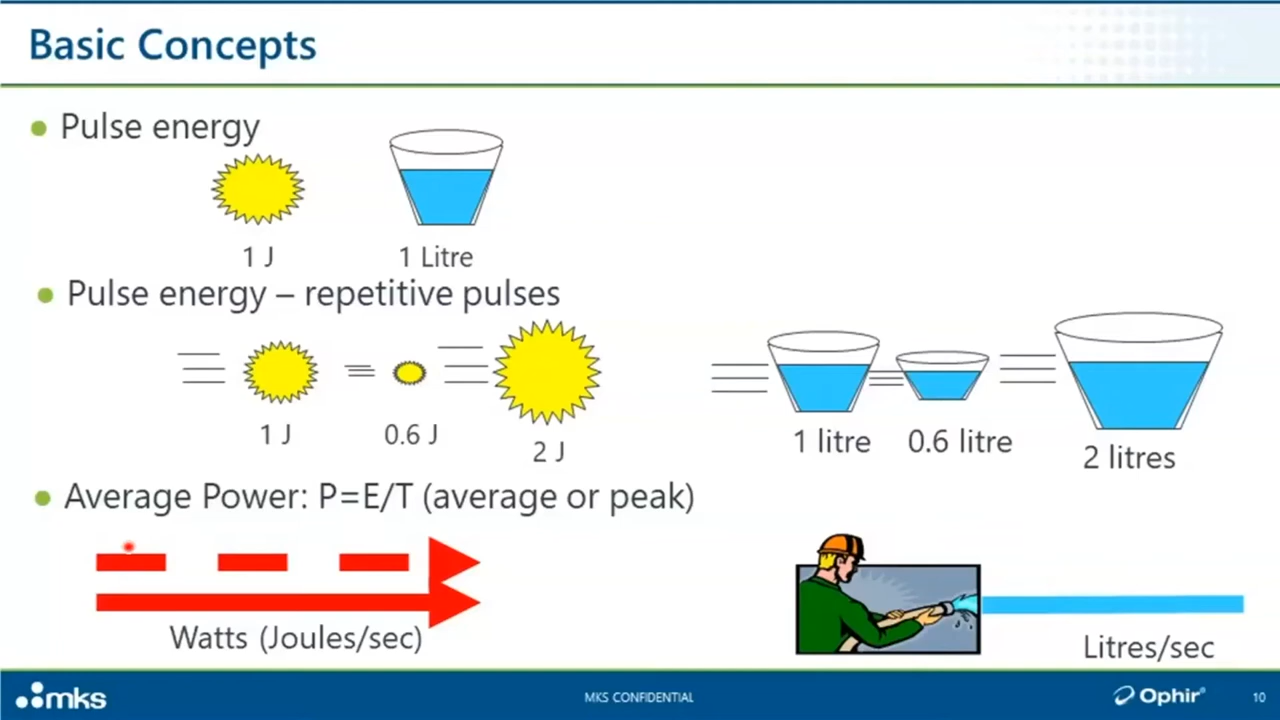 Basic Concepts
Pulse energy
1 J
1 Litre
Pulse energy – repetitive pulses
1 J
0.6 J
2 J
1 litre
0.6 litre
2 litres
Average Power: P=E/T (average or peak)
Watts (Joules/sec)
Litres/sec
mks
MKS CONFIDENTIAL
Ophir®
10